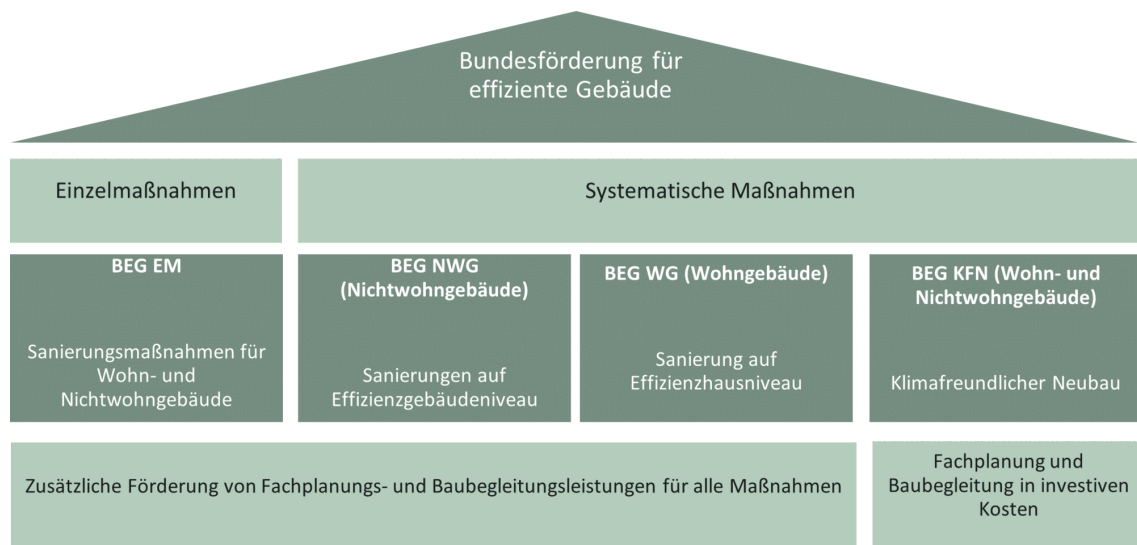 Bundesförderung für
effiziente Gebäude
Einzelmaßnahmen
Systematische Maßnahmen
BEG EM
Sanierungsmaßnahmen für
Wohn- und
Nichtwohngebäude
BEG NWG
(Nichtwohngebäude)
Sanierungen auf
Effizienzgebäudeniveau
BEG WG (Wohngebäude)
Sanierung auf
Effizienzhausniveau
BEG KFN (Wohn- und
Nichtwohngebäude)
Klimafreundlicher Neubau
Zusätzliche Förderung von Fachplanungs- und Baubegleitungsleistungen für alle Maßnahmen
Fachplanung und
Baubegleitung in investiven
Kosten